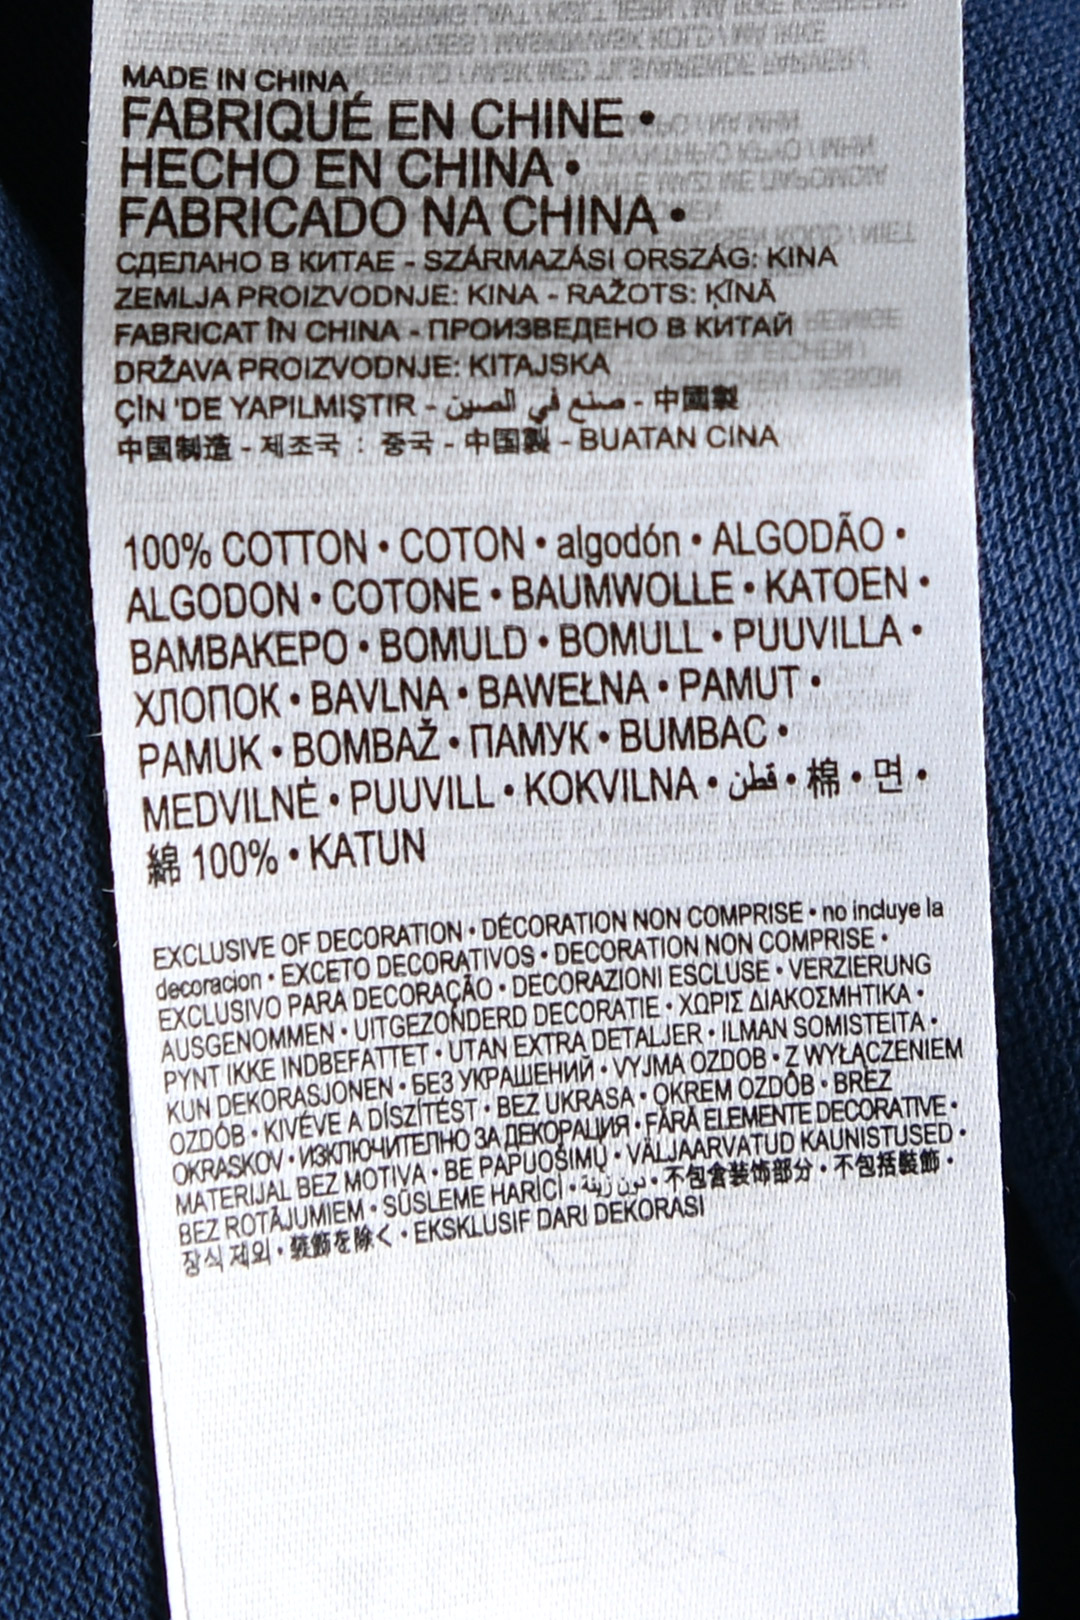 MADE IN CHINA
FABRIQUÉ EN CHINE •
HECHO EN CHINA •
FABRICADO NA CHINA •
СДЕЛАНО В КИТАЕ - SZÁRMAZÁSI ORSZÁG: KINA
ZEMLJA PROIZVODNJE: KINA - RAŽOTS: ĶĪNĀ
FABRICAT ÎN CHINA - ПРОИЗВЕДЕНО В КИТАЙ
DRŽAVA PROIZVODNJE: KITAJSKA
ÇİN 'DE YAPILMIŞTIR - صنع في الصين - 中國製
中国制造 - 제조국 : 중국 - 中国製 - BUATAN CINA
100% COTTON • COTON • algodón • ALGODÃO •
ALGODON • COTONE • BAUMWOLLE • KATOEN •
BAMBAKEPO • BOMULD • BOMULL • PUUVILLA •
ХЛОПОК • BAVLNA • BAWEŁNA • PAMUT •
PAMUK • BOMBAŽ • ПАМУК • BUMBAC •
MEDVILNĖ • PUUVILL • KOKVILNA • قطن • 棉 • 면 •
綿 100% • KATUN
EXCLUSIVE OF DECORATION • DÉCORATION NON COMPRISE • no incluye la
decoracion • EXCETO DECORATIVOS • DECORATION NON COMPRISE •
EXCLUSIVO PARA DECORAÇÃO • DECORAZIONI ESCLUSE • VERZIERUNG
AUSGENOMMEN • UITGEZONDERD DECORATIE • ΧΩΡΙΣ ΔΙΑΚΟΣΜΗΤΙΚΑ •
PYNT IKKE INDBEFATTET • UTAN EXTRA DETALJER • ILMAN SOMISTEITA •
KUN DEKORASJONEN • БЕЗ УКРАШЕНИЙ • VYJMA OZDOB • Z WYŁĄCZENIEM
OZDÓB • KIVÉVE A DÍSZÍTÉST • BEZ UKRASA • OKREM OZDÔB • BREZ
OKRASKOV • ИЗКЛЮЧИТЕЛНО ЗА ДЕКОРАЦИЯ • FĂRĂ ELEMENTE DECORATIVE •
MATERIJAL BEZ MOTIVA • BE PAPUOŠIMŲ • VÄLJAARVATUD KAUNISTUSED •
BEZ ROTĀJUMIEM • SÜSLEME HARİCİ • بدون زينة • 不包含装饰部分 • 不包括裝飾 •
장식 제외 • 装飾を除く • EKSKLUSIF DARI DEKORASI